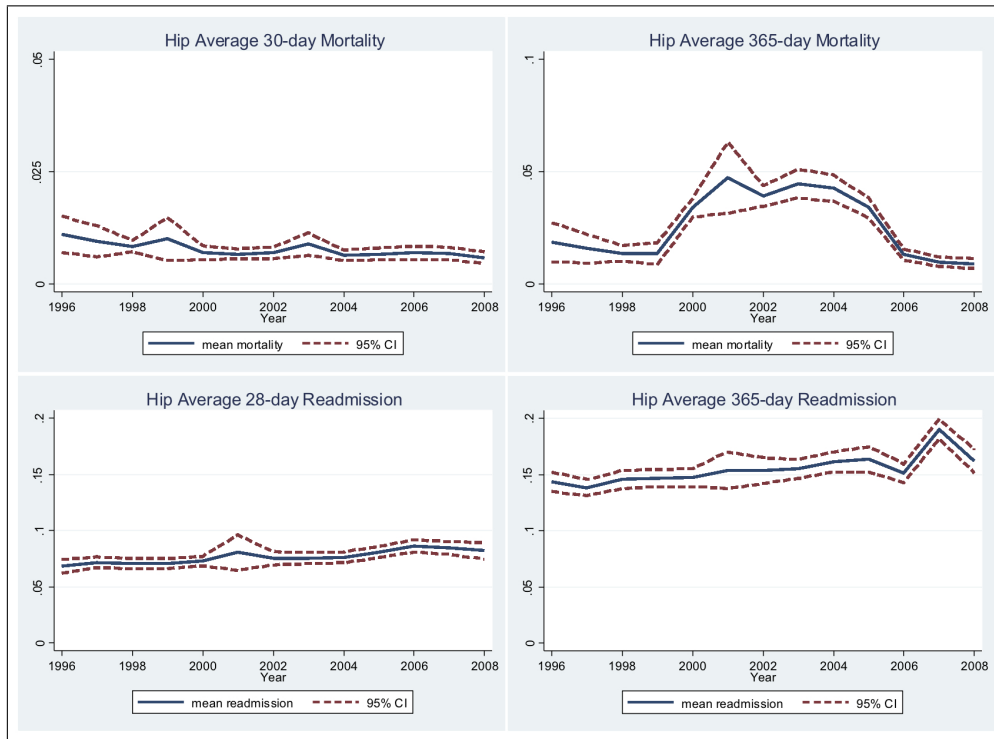 Hip Average 30-day Mortality
.05
.025
0
1996 1998 2000 2002 2004 2006 2008
Year
mean mortality 95% CI
Hip Average 365-day Mortality
.1
.05
0
1996 1998 2000 2002 2004 2006 2008
Year
mean mortality 95% CI
Hip Average 28-day Readmission
.2
.15
.1
.05
0
1996 1998 2000 2002 2004 2006 2008
Year
mean readmission 95% CI
Hip Average 365-day Readmission
.2
.15
.1
.05
0
1996 1998 2000 2002 2004 2006 2008
Year
mean readmission 95% CI